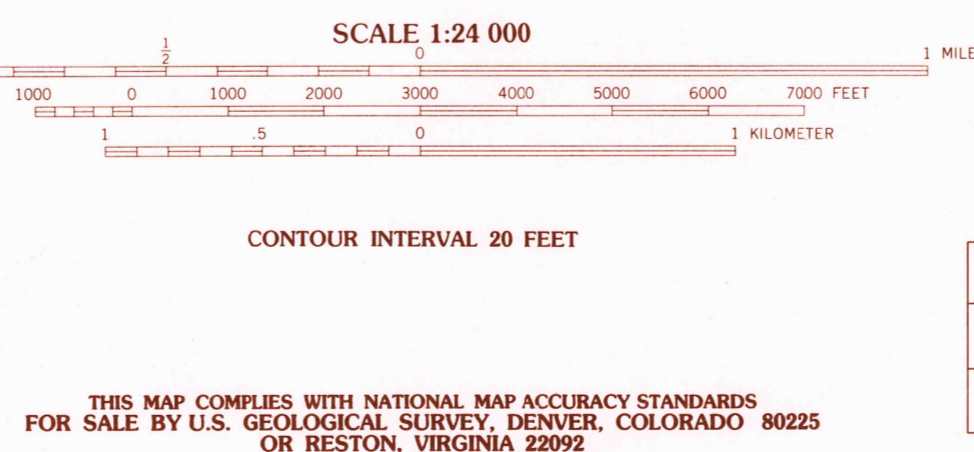 SCALE 1:24 000
1/2 0 1 MILE
1000 0 1000 2000 3000 4000 5000 6000 7000 FEET
1 .5 0 1 KILOMETER
CONTOUR INTERVAL 20 FEET
THIS MAP COMPLIES WITH NATIONAL MAP ACCURACY STANDARDS
FOR SALE BY U.S. GEOLOGICAL SURVEY, DENVER, COLORADO 80225
OR RESTON, VIRGINIA 22092